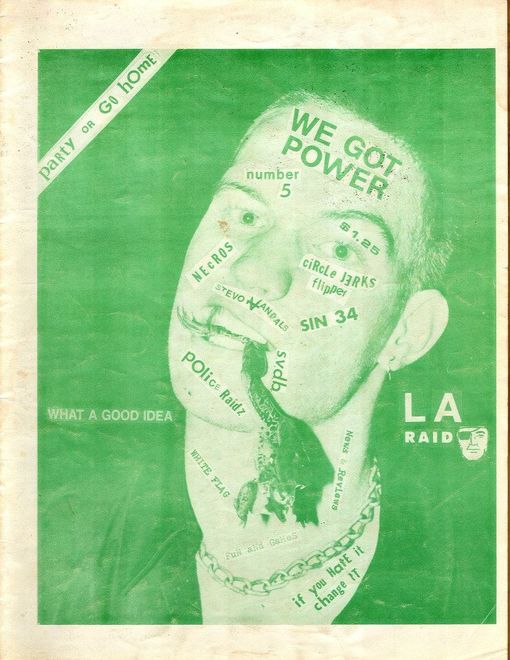 party OR GO hOME
WE GOT
POWER
number
5
$1.25
NECROS
CiRCLE J3RKS
flipper
STEVO VANDALS
SIN 34
svdb
POLiCE Raidz
WHAT A GOOD IDEA
LA
RAID
News & Reviews
WHITE FLAG
FuN aNd GaMeS
if you HatE it
change IT